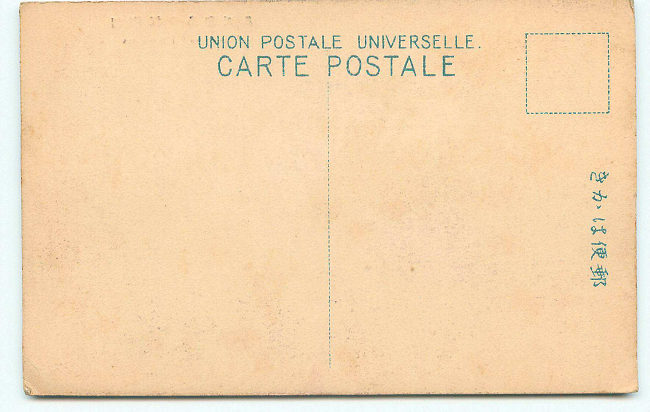 UNION POSTALE UNIVERSELLE.
CARTE POSTALE
郵便はかき